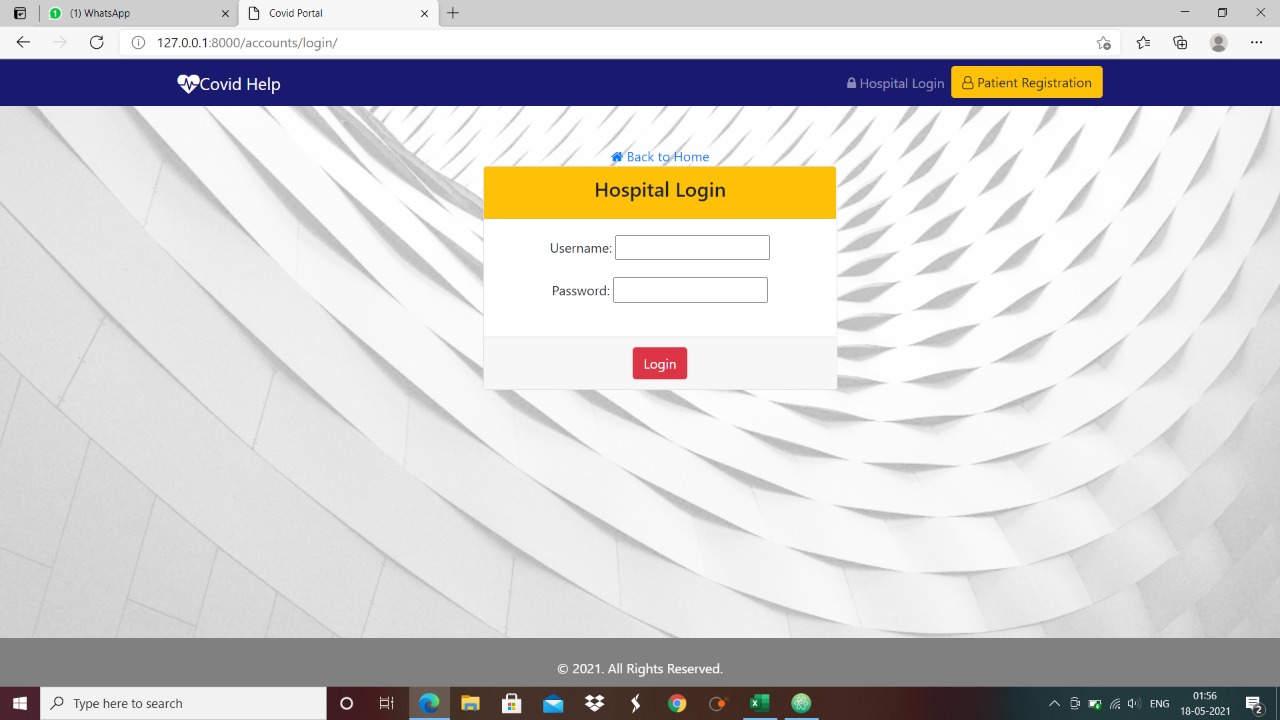 (1) WhatsApp
Covid Portal
127.0.0.1:8000/accounts/login/
Covid Help
Hospital Login
Patient Registration
Back to Home
Hospital Login
Username:
Password:
Login
© 2021. All Rights Reserved.
Type here to search
ENG
01:56
18-05-2021
2